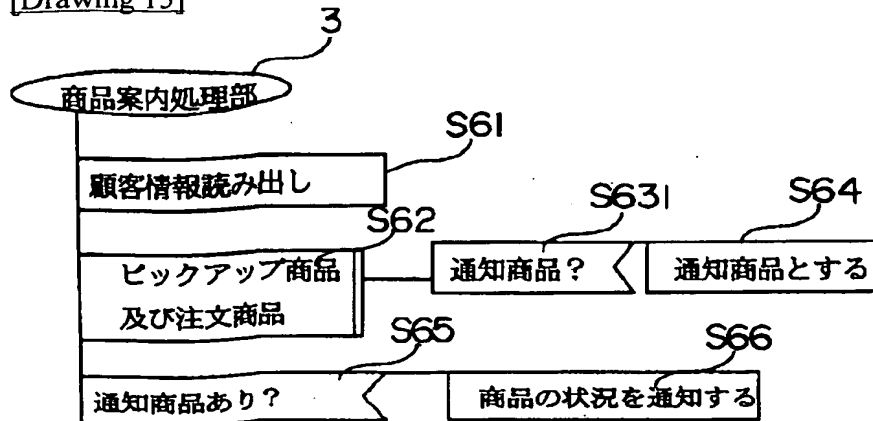 [Drawing 15]
3
商品案内処理部
S61
顧客情報読み出し
S62
S631
S64
ピックアップ商品
及び注文商品
通知商品？
通知商品とする
S65
S66
通知商品あり？
商品の状況を通知する